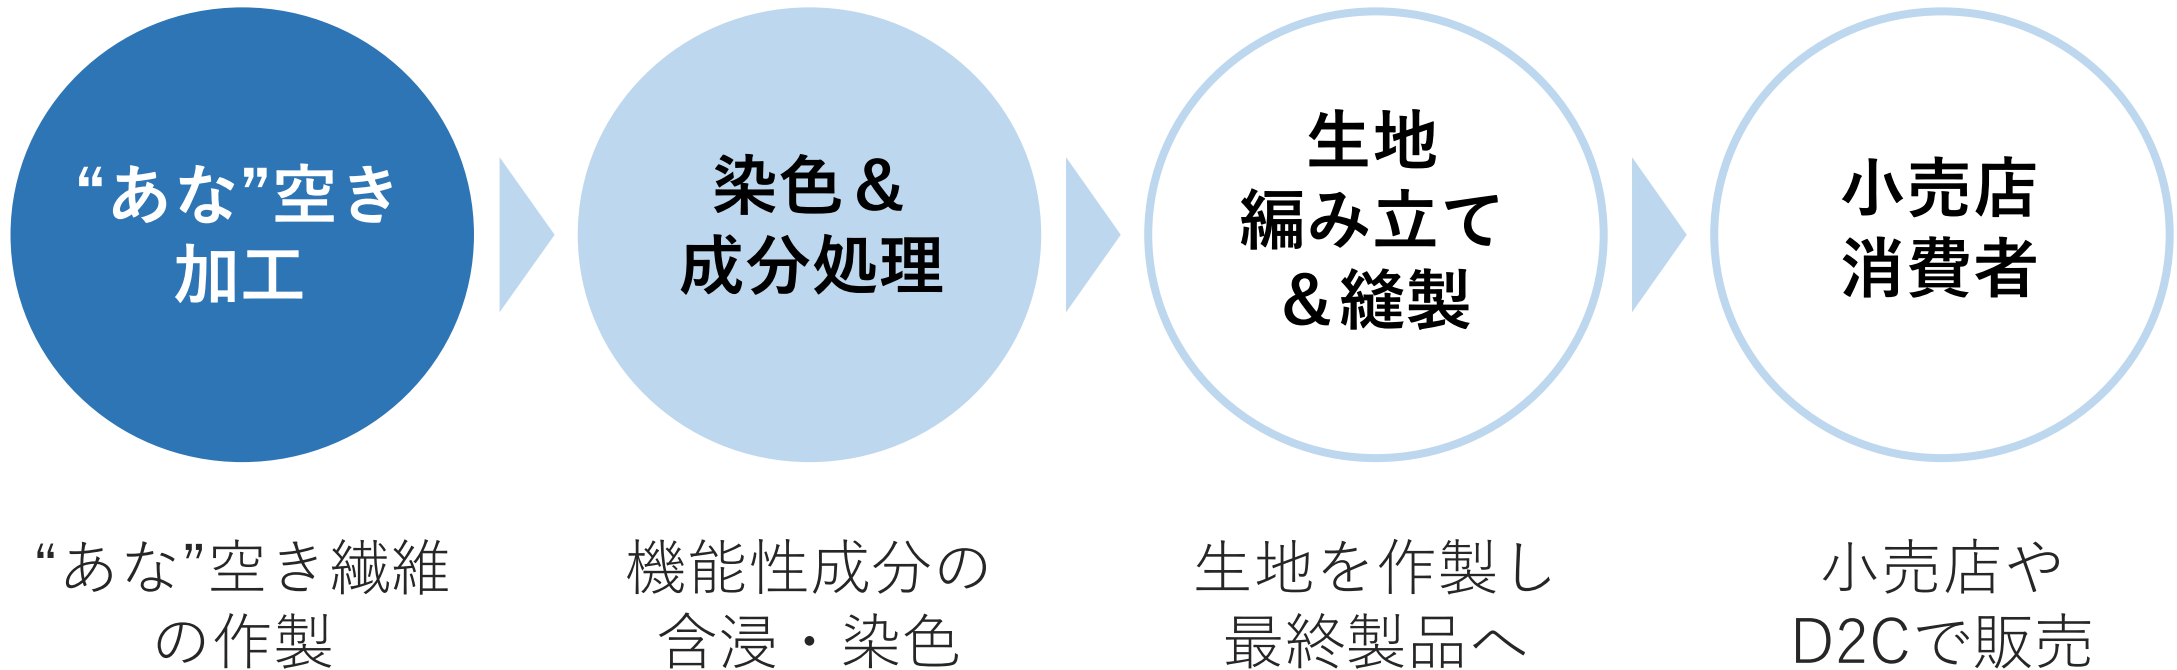 “あな”空き
加工
染色＆
成分処理
生地
編み立て
＆縫製
小売店
消費者
“あな”空き繊維
の作製
機能性成分の
含浸・染色
生地を作製し
最終製品へ
小売店や
D2Cで販売